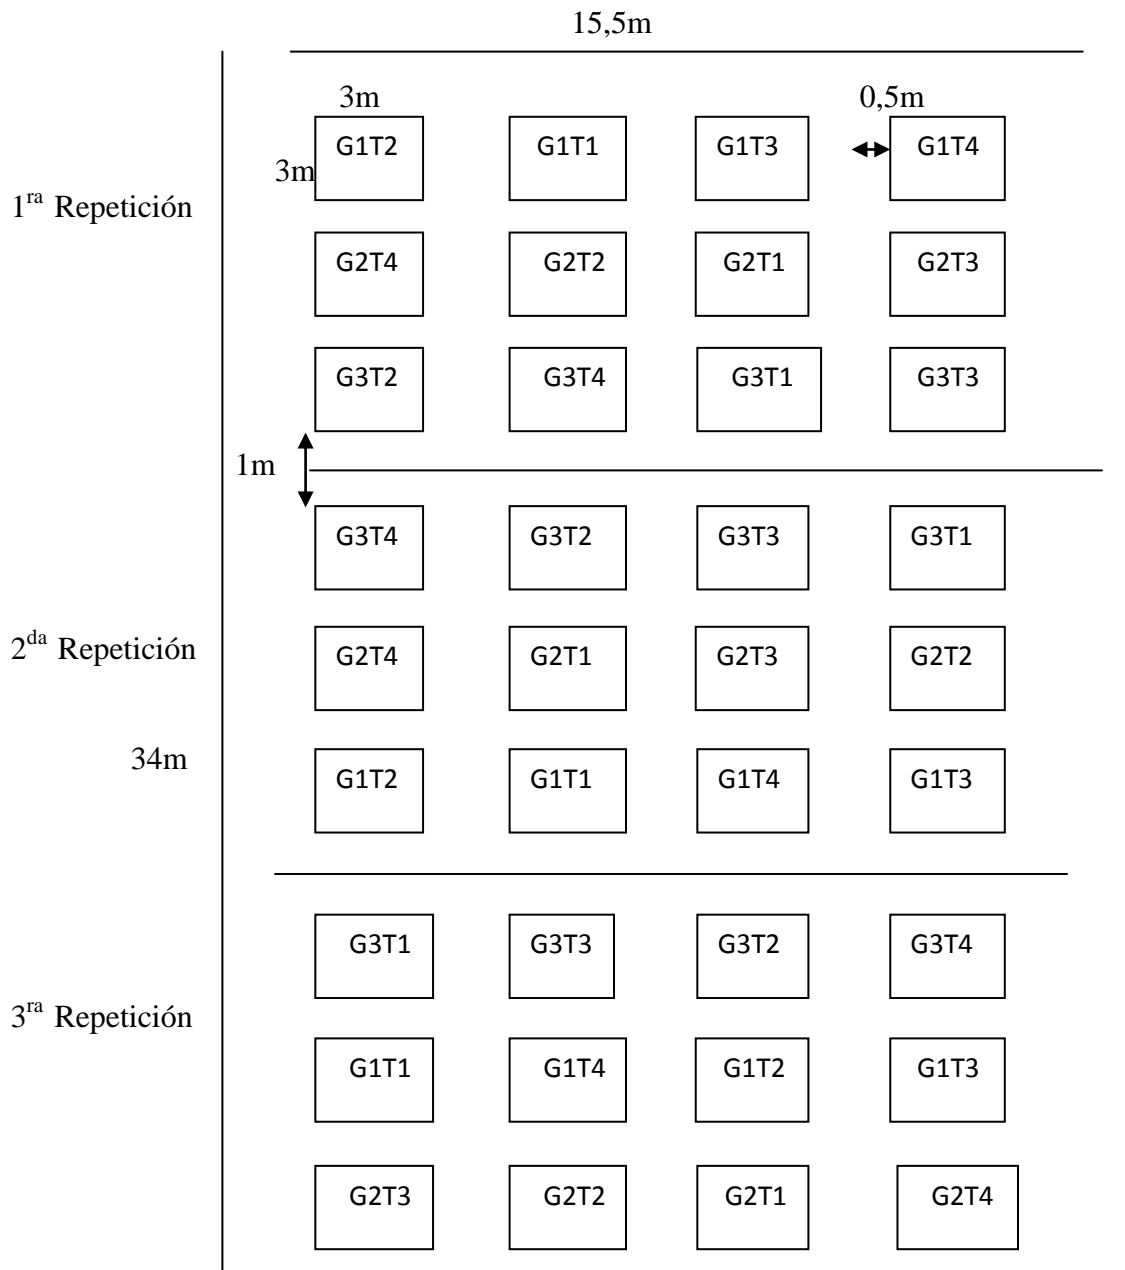 15,5m
3m 0,5m
G1T2 G1T1 G1T3 G1T4
3m
1ra Repetición
G2T4 G2T2 G2T1 G2T3
G3T2 G3T4 G3T1 G3T3
1m
G3T4 G3T2 G3T3 G3T1
2da Repetición
G2T4 G2T1 G2T3 G2T2
34m
G1T2 G1T1 G1T4 G1T3
G3T1 G3T3 G3T2 G3T4
3ra Repetición
G1T1 G1T4 G1T2 G1T3
G2T3 G2T2 G2T1 G2T4